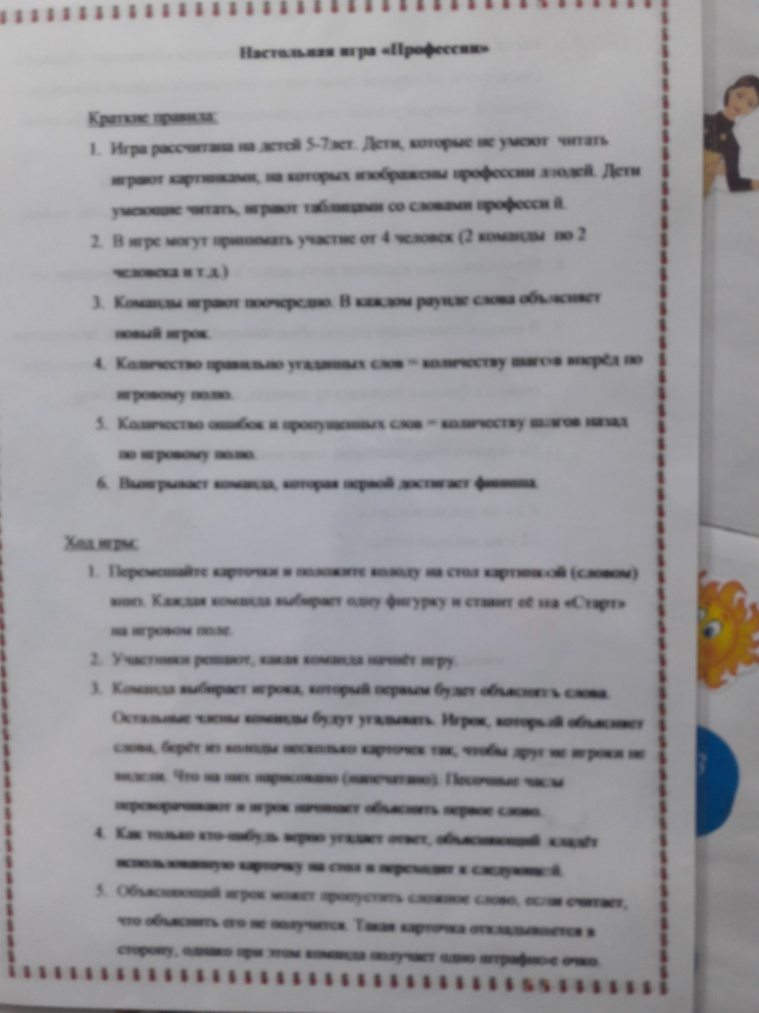 Настольная игра «Профессии»
Краткие правила:
1. Игра рассчитана на детей 5-7лет. Дети, которые не умеют читать
играют картинками, на которых изображены профессии людей. Дети
умеющие читать, играют таблицами со словами професси й.
2. В игре могут принимать участие от 4 человек (2 команды по 2
человека и т.д.)
3. Команды играют поочередно. В каждом раунде слова объясняет
новый игрок.
4. Количество правильно угаданных слов = количеству шагов вперёд по
игровому полю.
5. Количество ошибок и пропущенных слов = количеству шагов назад
по игровому полю.
6. Выигрывает команда, которая первой достигает финиша.
Ход игры:
1. Перемешайте карточки и положите колоду на стол картинкой (словом)
вниз. Каждая команда выбирает одну фигурку и ставит её на «Старт»
на игровом поле.
2. Участники решают, какая команда начнёт игру.
3. Команда выбирает игрока, который первым будет объяснять слова.
Остальные члены команды будут угадывать. Игрок, который объясняет
слова, берёт из колоды несколько карточек так, чтобы другие игроки не
видели. Что на них нарисовано (напечатано). Песочные часы
переворачивают и игрок начинает объяснять первое слово.
4. Как только кто-нибудь верно угадает ответ, объясняющий кладёт
использованную карточку на стол и переходит к следующей.
5. Объясняющий игрок может пропустить сложное слово, если считает,
что объяснить его не получится. Такая карточка откладывается в
сторону, однако при этом команда получает одно штрафное очко.